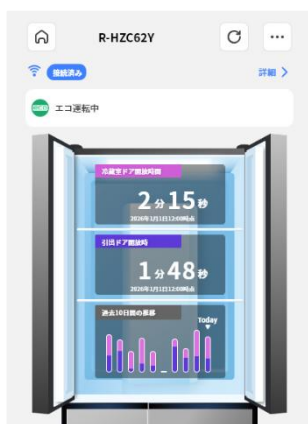 R-HZC62Y
接続済み
詳細
エコ運転中
冷蔵室ドア開放時間
2分15秒
2026年1月1日12:00時点
引出ドア開放時
1分48秒
2026年1月1日12:00時点
過去10日間の推移
Today